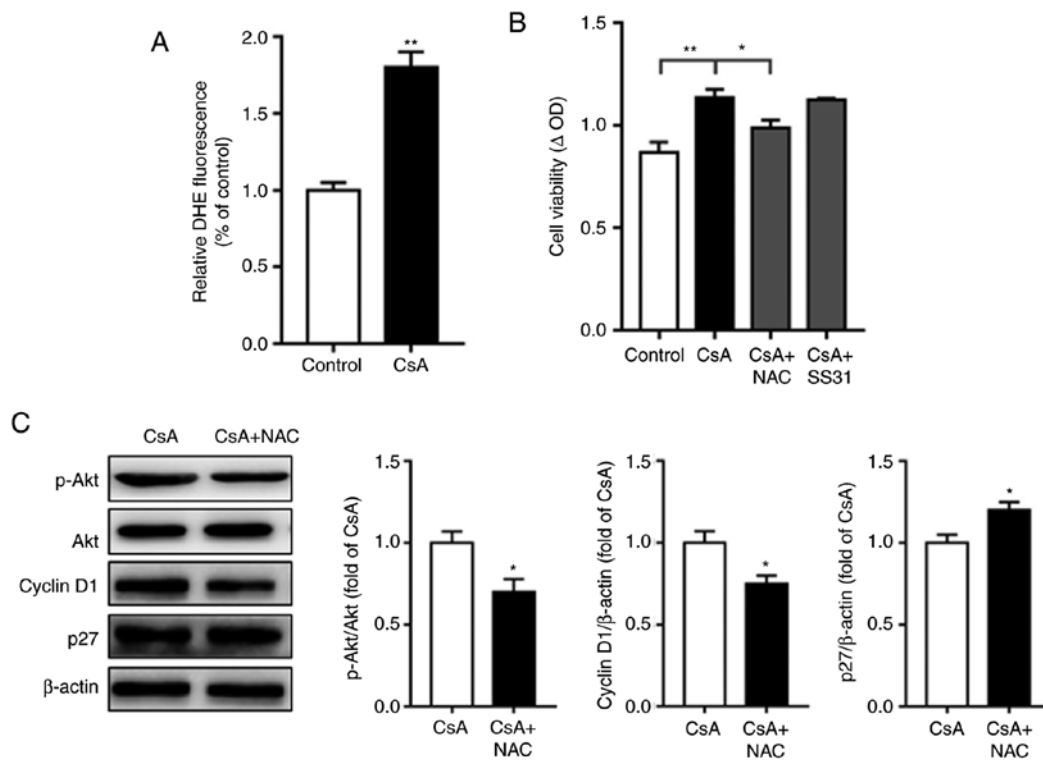 A
Relative DHE fluorescence
(% of control)
2.0
1.5
1.0
0.5
0.0
**
Control
CsA
B
Cell viability (Δ OD)
1.5
1.0
0.5
0.0
**
*
Control
CsA
CsA+
NAC
CsA+
SS31
C
CsA
CsA+NAC
p-Akt
Akt
Cyclin D1
p27
β-actin
p-Akt/Akt (fold of CsA)
1.5
1.0
0.5
0.0
*
CsA
CsA+
NAC
Cyclin D1/β-actin (fold of CsA)
1.0
0.5
0.0
*
CsA
CsA+
NAC
p27/β-actin (fold of CsA)
1.5
1.0
0.5
0.0
*
CsA
CsA+
NAC